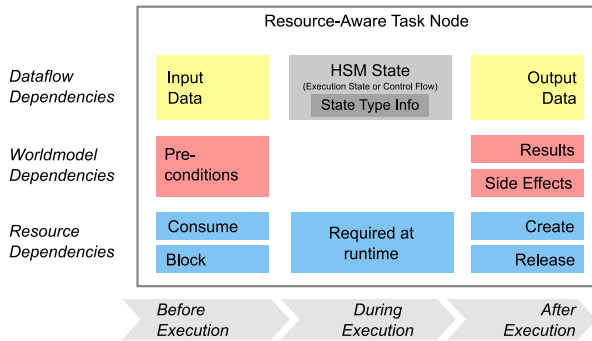 Resource-Aware Task Node
Dataflow
Dependencies
Input
Data
HSM State
(Execution State or Control Flow)
State Type Info
Output
Data
Worldmodel
Dependencies
Pre-
conditions
Results
Side Effects
Resource
Dependencies
Consume
Block
Required at
runtime
Create
Release
Before
Execution
During
Execution
After
Execution